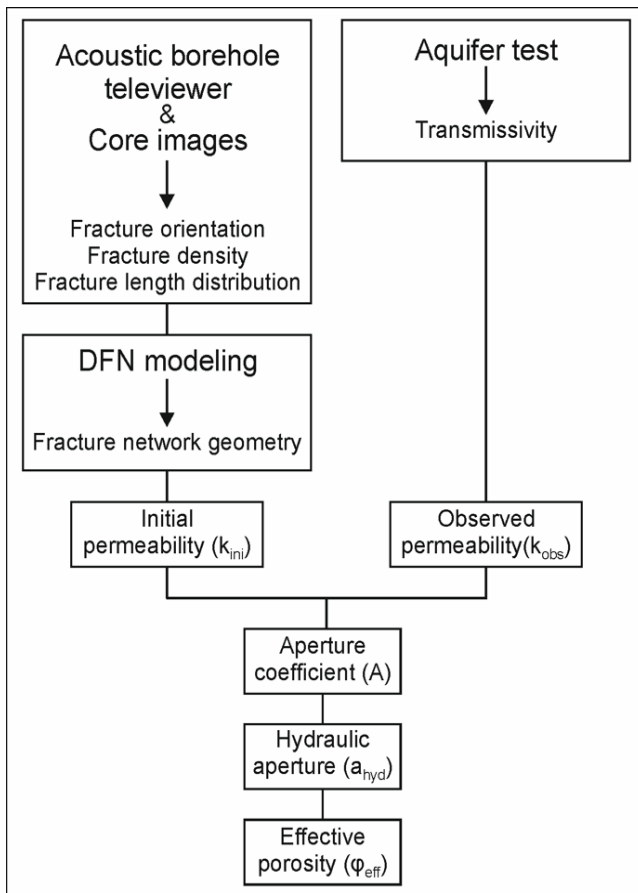 Acoustic borehole
televiewer
&
Core images
Fracture orientation
Fracture density
Fracture length distribution
Aquifer test
Transmissivity
DFN modeling
Fracture network geometry
Initial
permeability (kini)
Observed
permeability(kobs)
Aperture
coefficient (A)
Hydraulic
aperture (ahyd)
Effective
porosity (φeff)